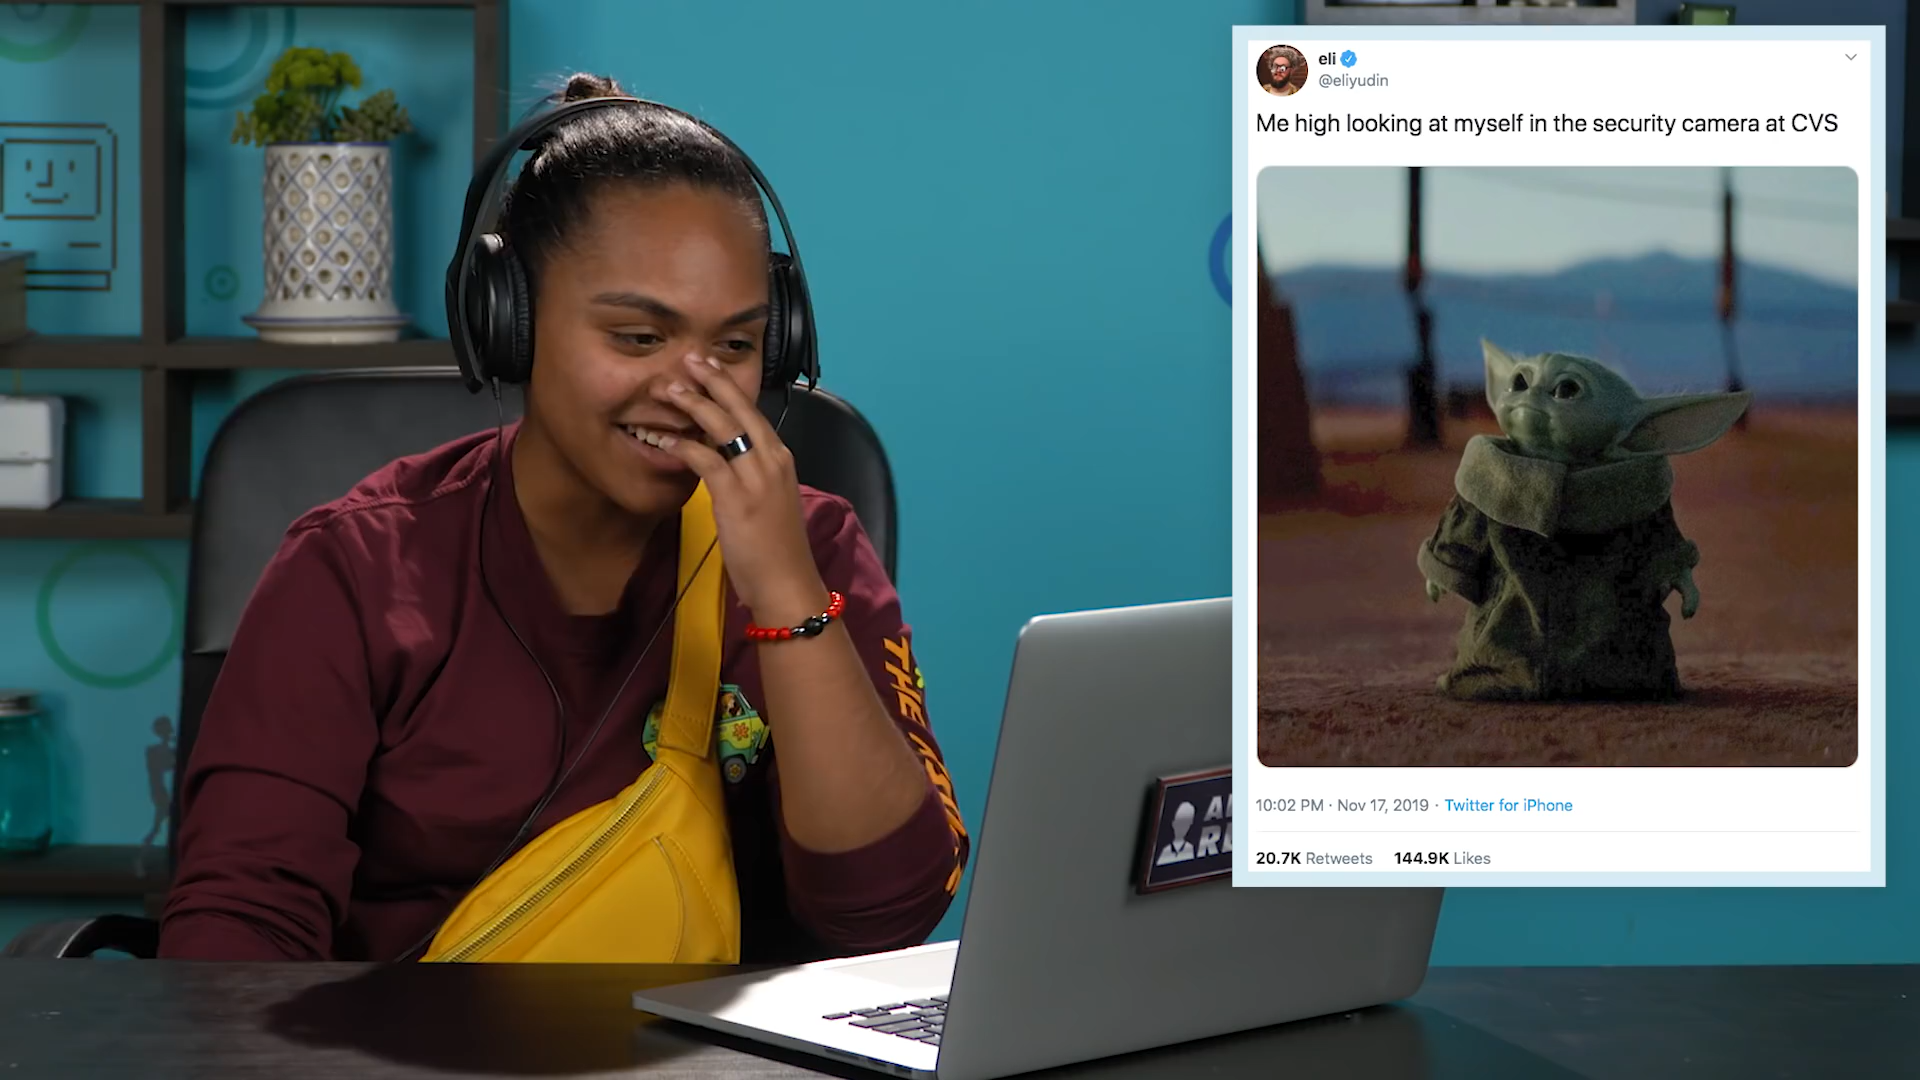 eli
@eliyudin
Me high looking at myself in the security camera at CVS
10:02 PM · Nov 17, 2019 · Twitter for iPhone
20.7K Retweets 144.9K Likes
THE